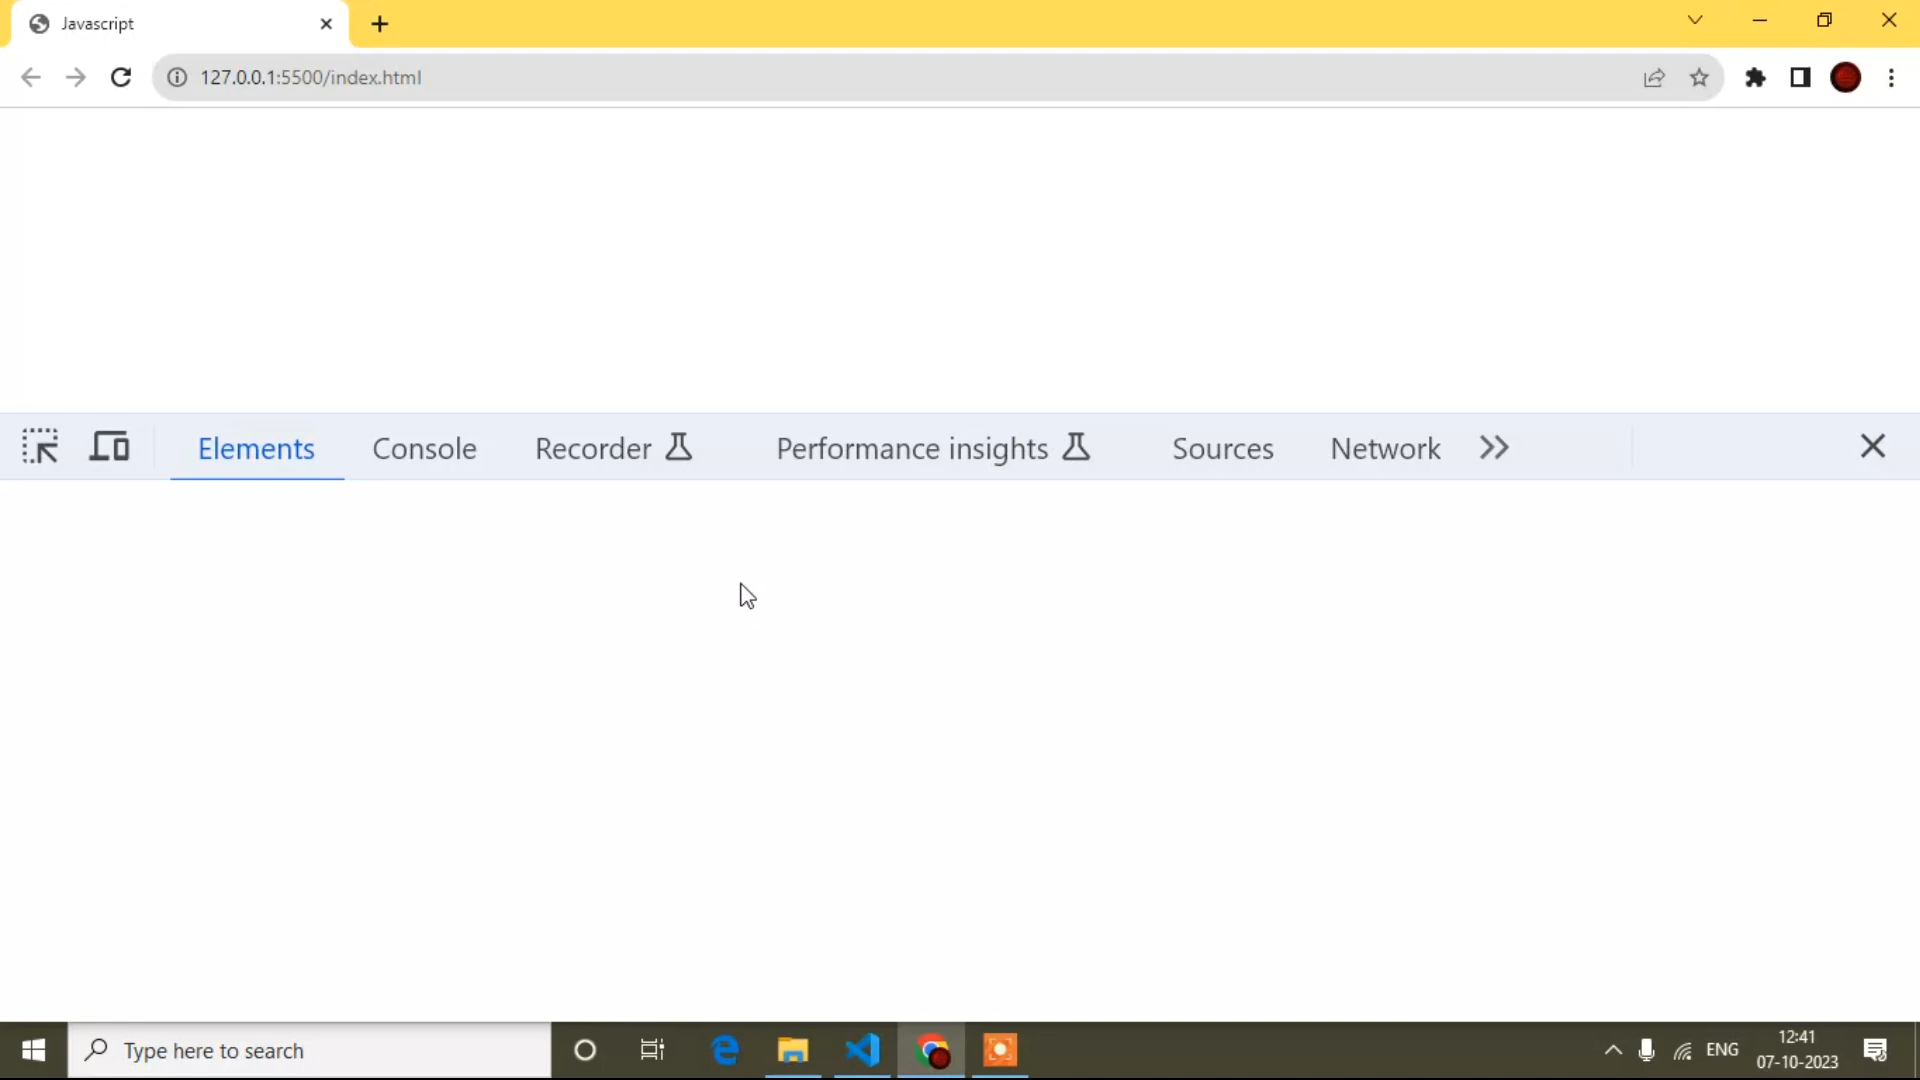 Javascript
127.0.0.1:5500/index.html
Elements Console Recorder Performance insights Sources Network
Type here to search
ENG
12:41
07-10-2023